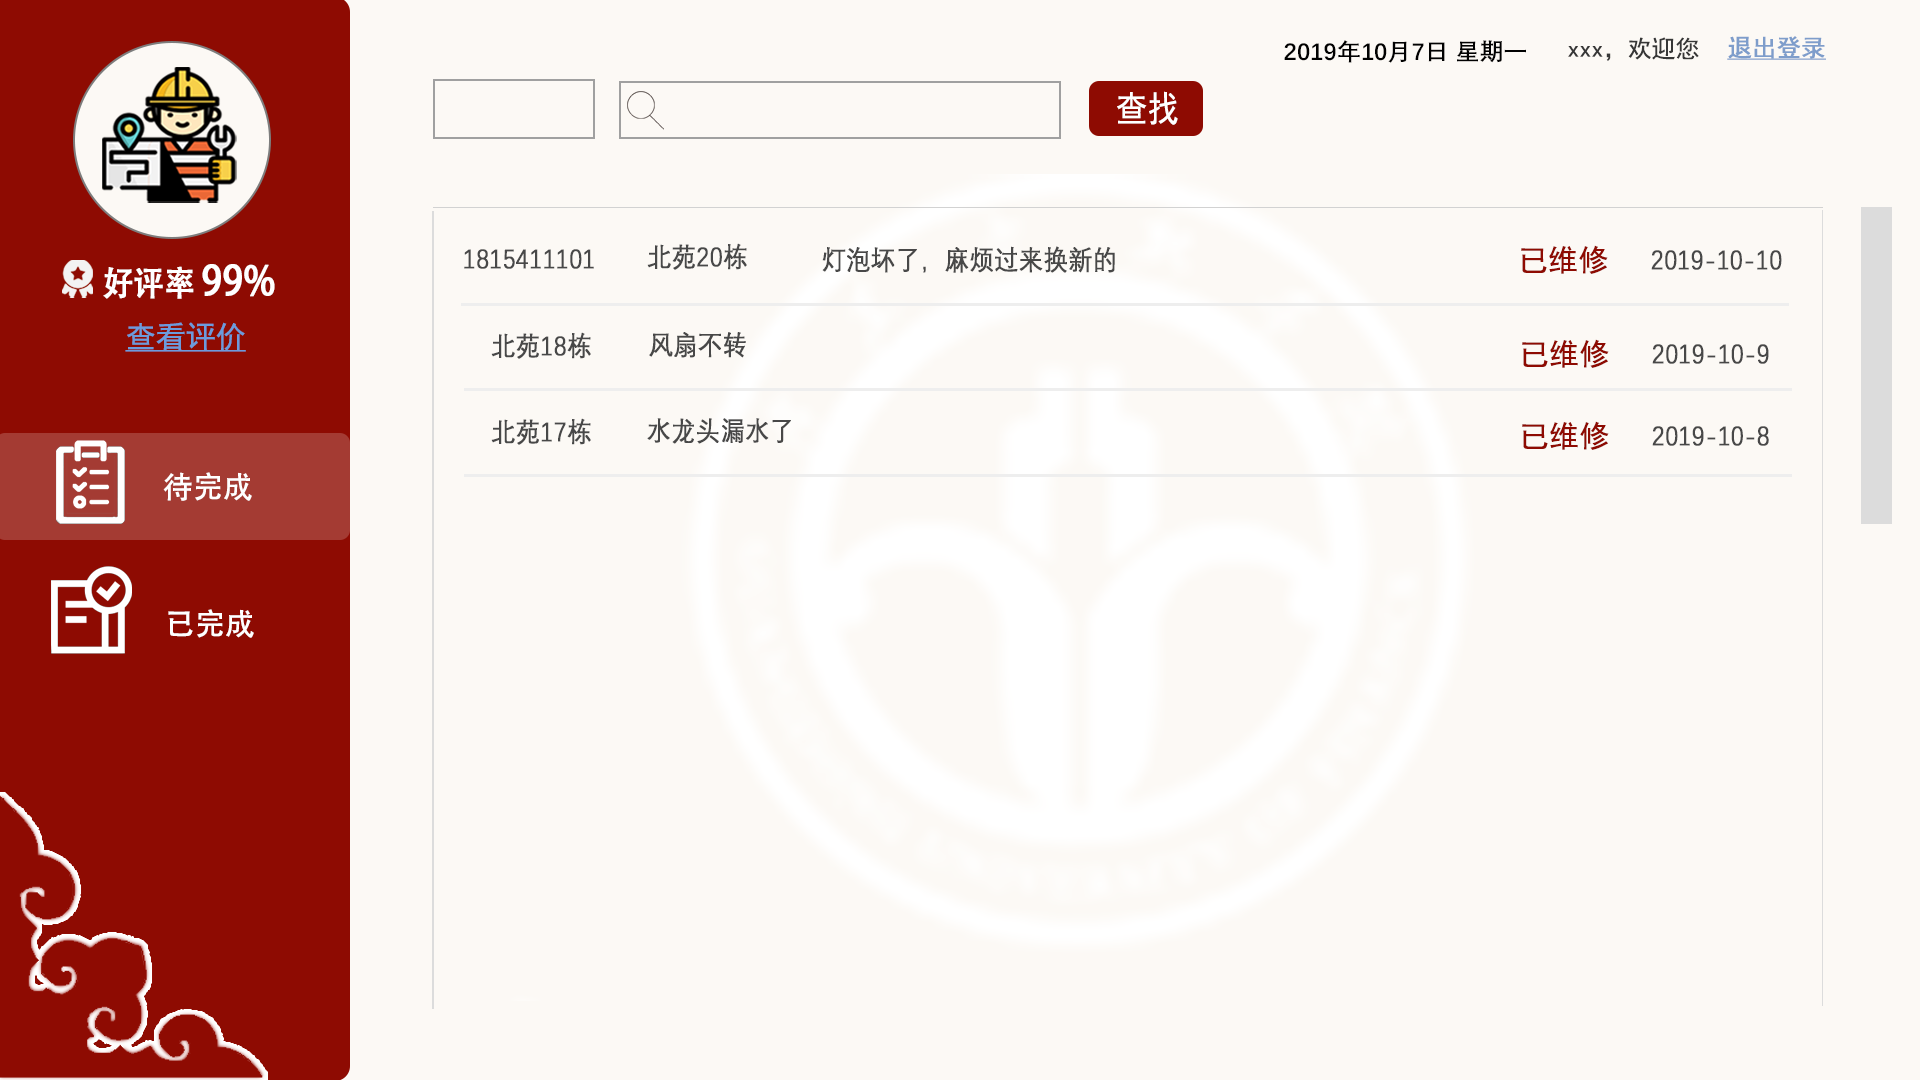 2019年10月7日 星期一 xxx，欢迎您 退出登录
查找
好评率 99%
查看评价
待完成
已完成
1815411101 北苑20栋 灯泡坏了，麻烦过来换新的 已维修 2019-10-10
北苑18栋 风扇不转 已维修 2019-10-9
北苑17栋 水龙头漏水了 已维修 2019-10-8